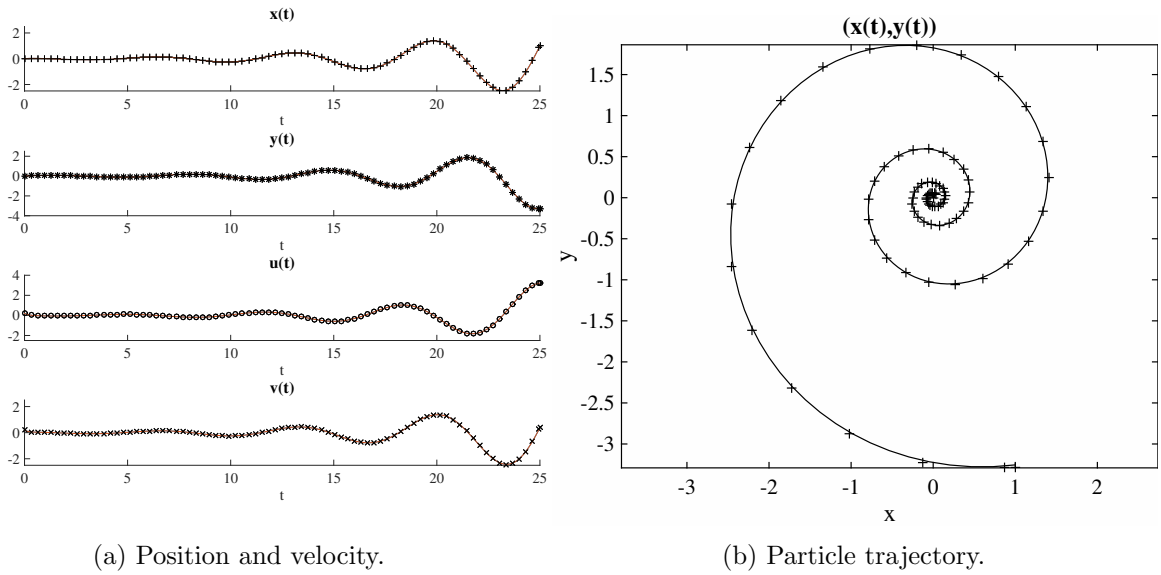 x(t)
2
0
-2
0 5 10 15 20 25
t
y(t)
2
0
-2
-4
0 5 10 15 20 25
t
u(t)
4
2
0
-2
0 5 10 15 20 25
t
v(t)
2
0
-2
0 5 10 15 20 25
t
(a) Position and velocity.
(x(t),y(t))
1.5
1
0.5
0
-0.5
-1
-1.5
-2
-2.5
-3
y
-3 -2 -1 0 1 2
x
(b) Particle trajectory.